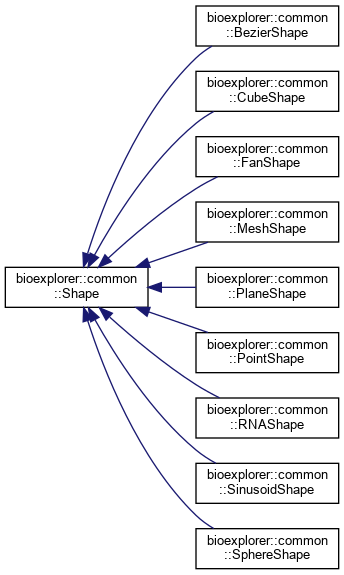 bioexplorer::common
::BezierShape
bioexplorer::common
::CubeShape
bioexplorer::common
::FanShape
bioexplorer::common
::MeshShape
bioexplorer::common
::Shape
bioexplorer::common
::PlaneShape
bioexplorer::common
::PointShape
bioexplorer::common
::RNAShape
bioexplorer::common
::SinusoidShape
bioexplorer::common
::SphereShape